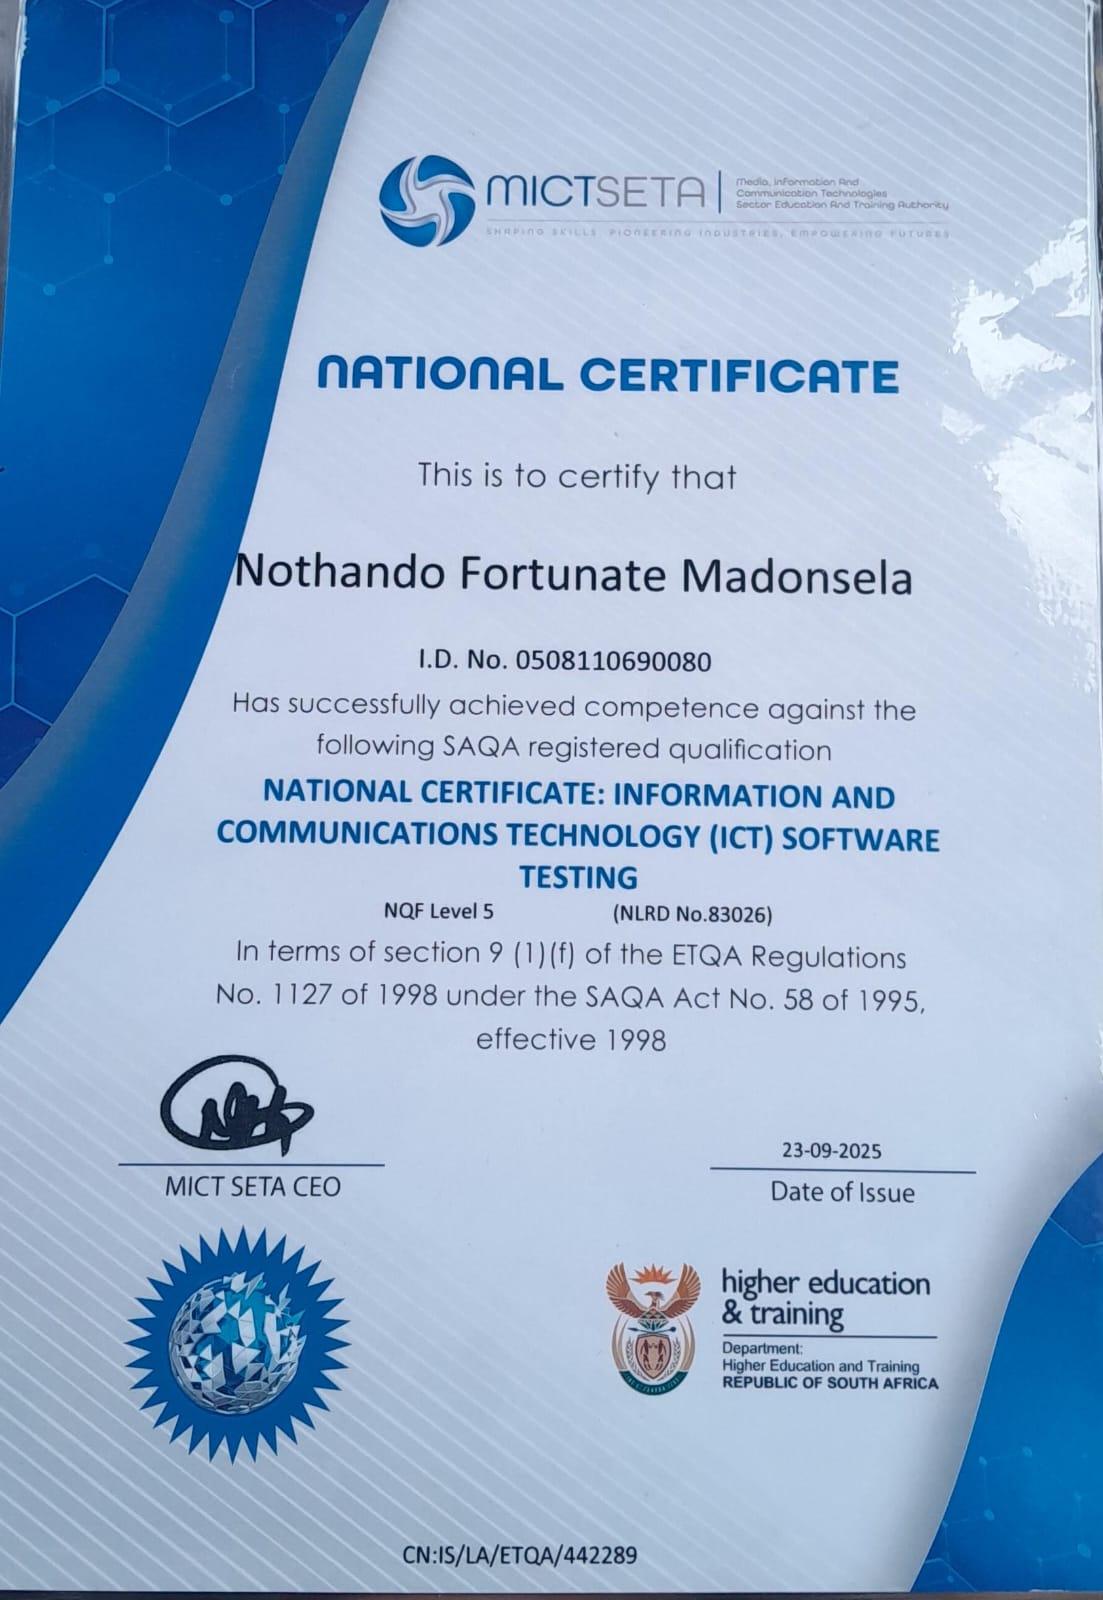 MICTSETA
Media, Information And
Communication Technologies
Sector Education And Training Authority
SHAPING SKILLS, PIONEERING INDUSTRIES, EMPOWERING FUTURES
NATIONAL CERTIFICATE
This is to certify that
Nothando Fortunate Madonsela
I.D. No. 0508110690080
Has successfully achieved competence against the
following SAQA registered qualification
NATIONAL CERTIFICATE: INFORMATION AND
COMMUNICATIONS TECHNOLOGY (ICT) SOFTWARE
TESTING
NQF Level 5 (NLRD No.83026)
In terms of section 9 (1)(f) of the ETQA Regulations
No. 1127 of 1998 under the SAQA Act No. 58 of 1995,
effective 1998
23-09-2025
MICT SETA CEO
Date of Issue
higher education
& training
Department:
Higher Education and Training
REPUBLIC OF SOUTH AFRICA
CN:IS/LA/ETQA/442289